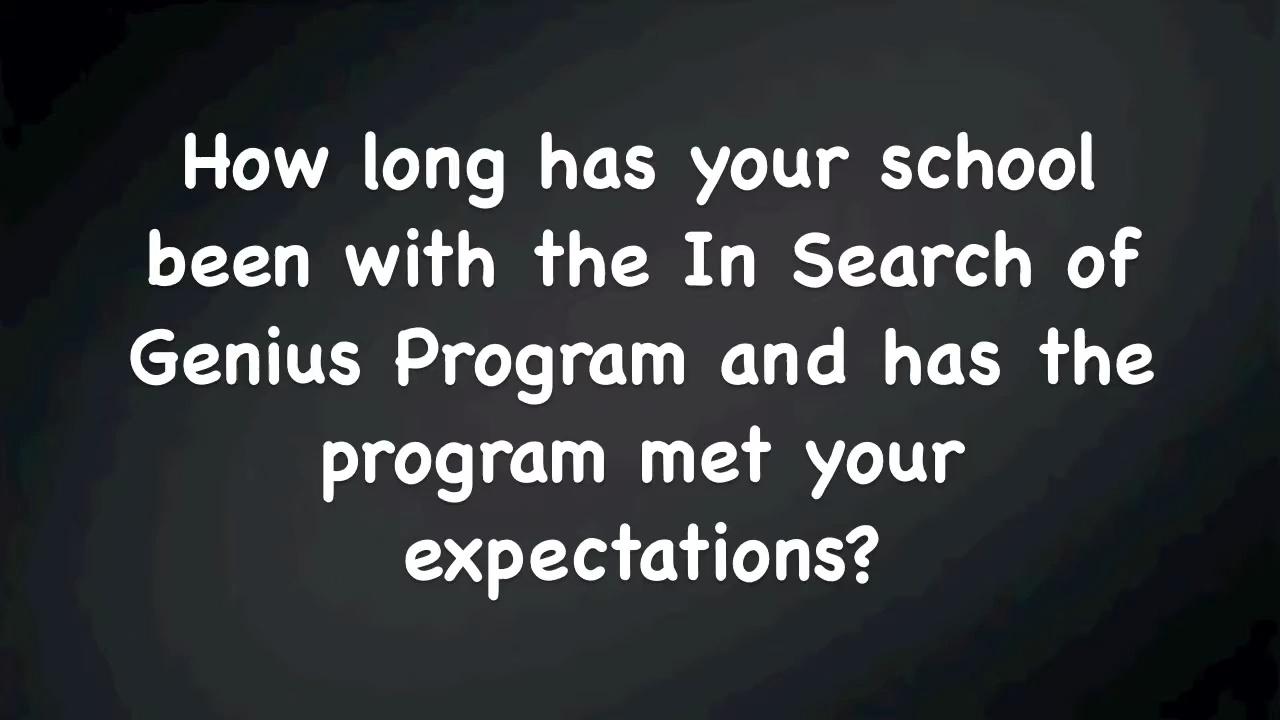 How long has your school
been with the In Search of
Genius Program and has the
program met your
expectations?